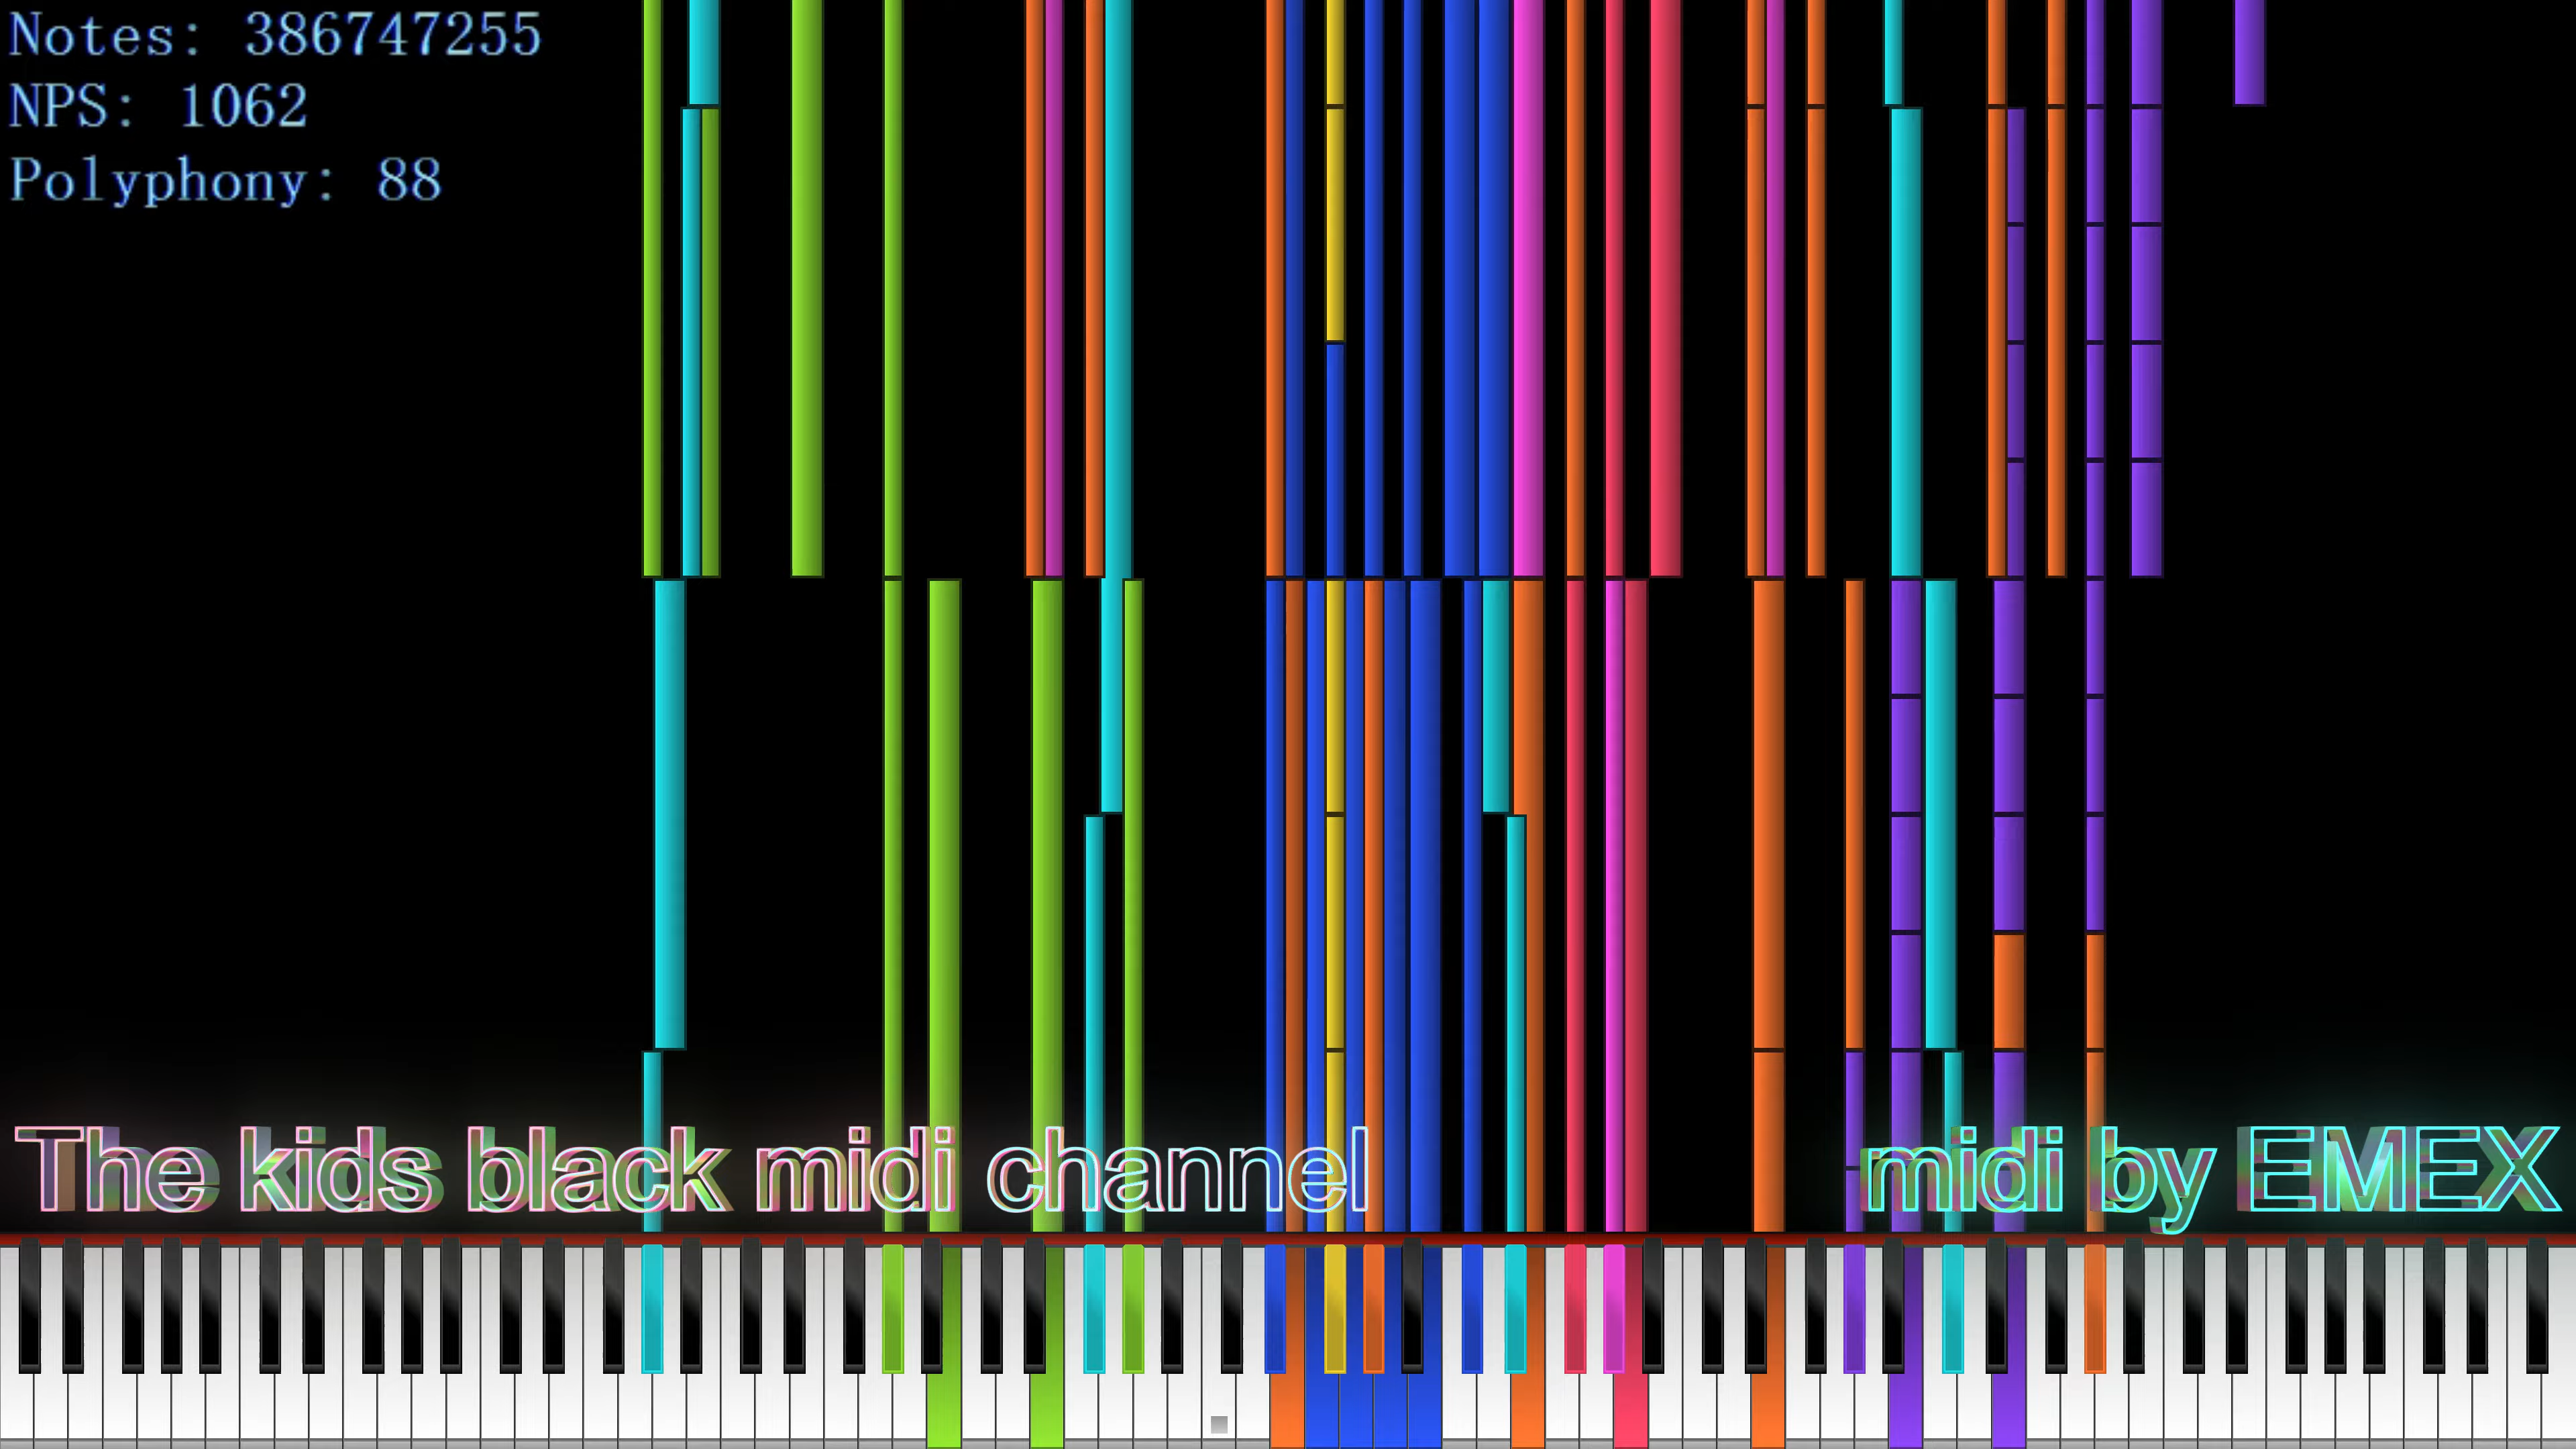 Notes: 386747255
NPS: 1062
Polyphony: 88
The kids black midi channel
midi by EMEX